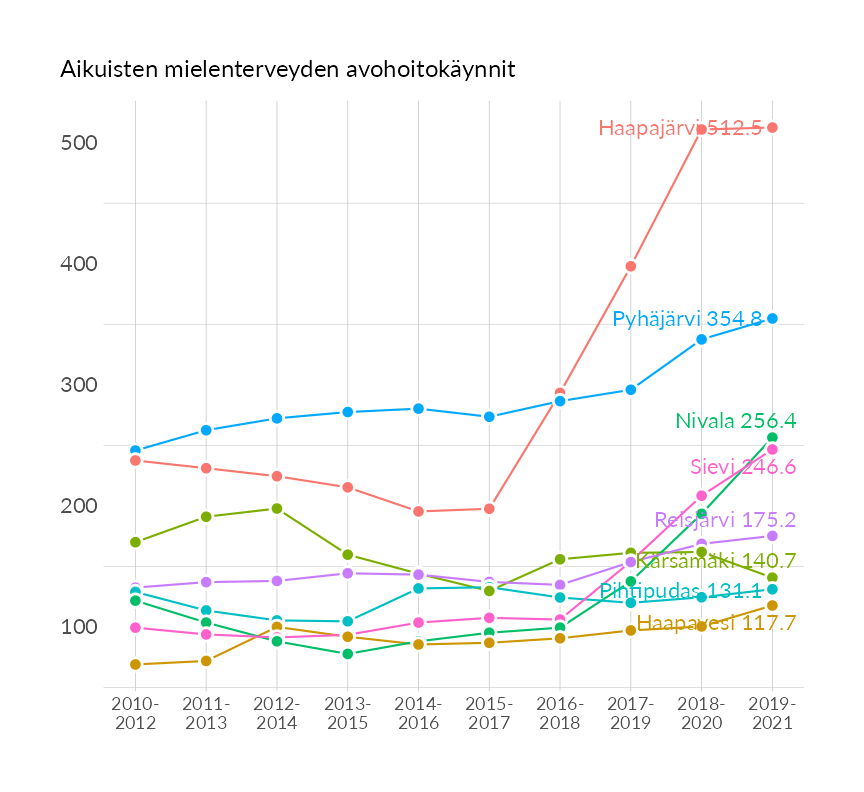 Aikuisten mielenterveyden avohoitokäynnit
500
400
300
200
100
Haapajärvi 512.5
Pyhäjärvi 354.8
Nivala 256.4
Sievi 246.6
Reisjärvi 175.2
Kärsämäki 140.7
Pihtipudas 131.1
Haapavesi 117.7
2010-
2012
2011-
2013
2012-
2014
2013-
2015
2014-
2016
2015-
2017
2016-
2018
2017-
2019
2018-
2020
2019-
2021